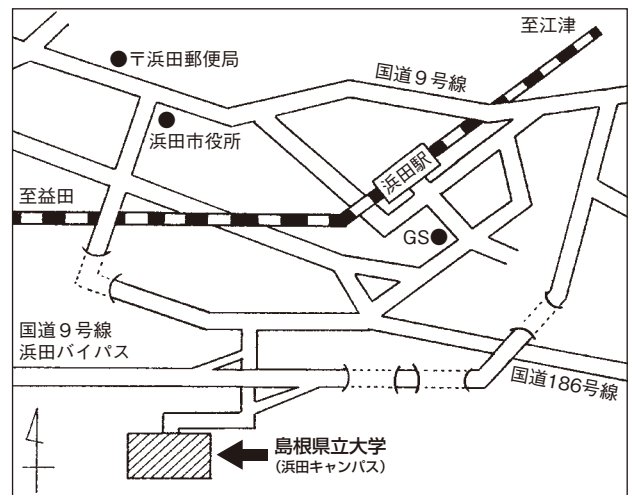 至江津
〒浜田郵便局
国道9号線
浜田市役所
浜田駅
至益田
GS
国道9号線
浜田バイパス
国道186号線
島根県立大学
(浜田キャンパス)